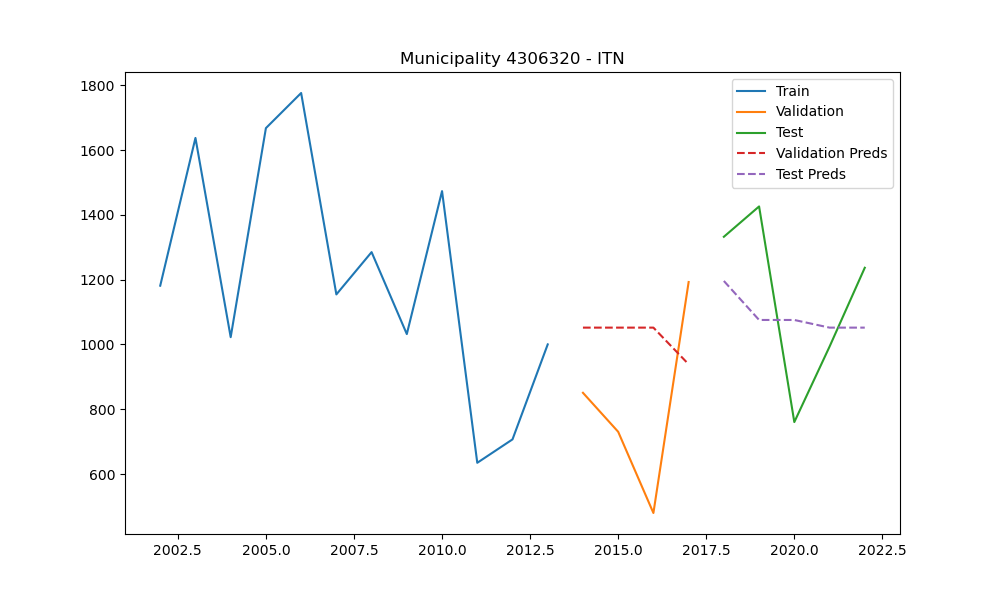 Municipality 4306320 - ITN
1800
1600
1400
1200
1000
800
600
2002.5 2005.0 2007.5 2010.0 2012.5 2015.0 2017.5 2020.0 2022.5
Train
Validation
Test
Validation Preds
Test Preds